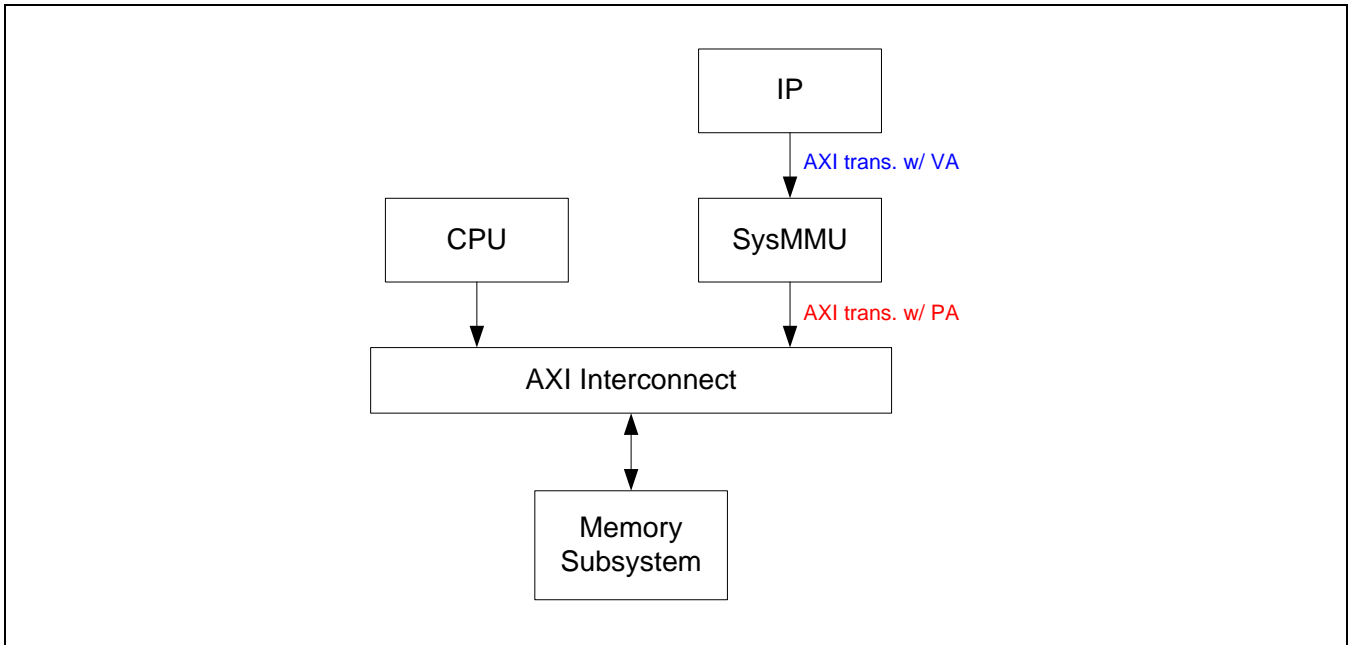 IP
AXI trans. w/ VA
CPU
SysMMU
AXI trans. w/ PA
AXI Interconnect
Memory
Subsystem